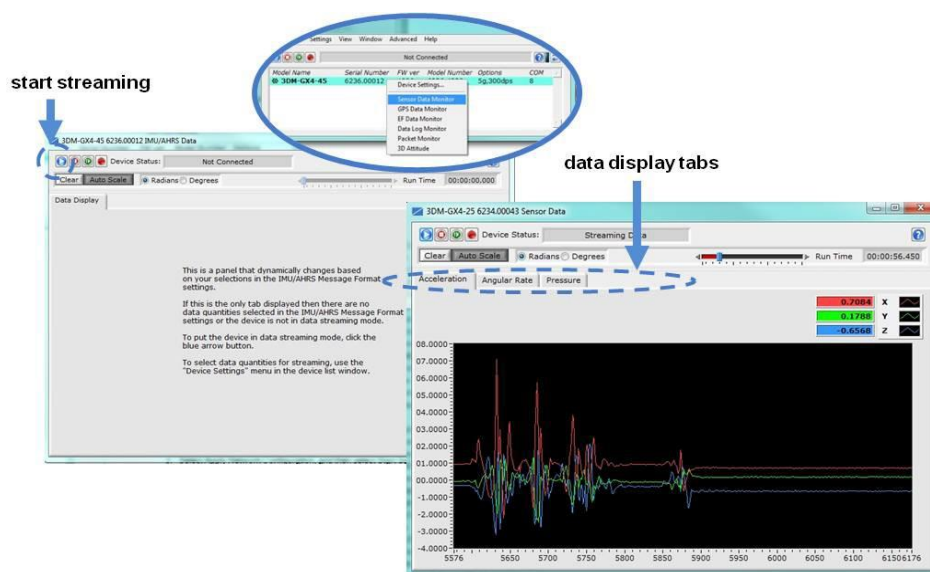 Settings View Window Advanced Help
Not Connected
Model Name Serial Number FW ver Model Number Options COM
3DM-GX4-45 6236.00012 5g,300dps 8
Device Settings...
Sensor Data Monitor
GPS Data Monitor
EF Data Monitor
Data Log Monitor
Packet Monitor
3D Attitude
start streaming
3DM-GX4-45 6236.00012 IMU/AHRS Data
Device Status: Not Connected
Clear Auto Scale Radians Degrees Run Time 00:00:00.000
Data Display
This is a panel that dynamically changes based
on your selections in the IMU/AHRS Message Format
settings.
If this is the only tab displayed then there are no
data quantities selected in the IMU/AHRS Message Format
settings or the device is not in data streaming mode.
To put the device in data streaming mode, click the
blue arrow button.
To select data quantities for streaming, use the
"Device Settings" menu in the device list window.
data display tabs
3DM-GX4-25 6234.00043 Sensor Data
Device Status: Streaming Data
Clear Auto Scale Radians Degrees Run Time 00:00:56.450
Acceleration Angular Rate Pressure
0.7084 X
0.1788 Y
-0.6568 Z
08.0000
07.0000
06.0000
05.0000
04.0000
03.0000
02.0000
01.0000
00.0000
-1.0000
-2.0000
-3.0000
-4.0000
5576 5650 5700 5750 5800 5850 5900 5950 6000 6050 6100 6150 6176